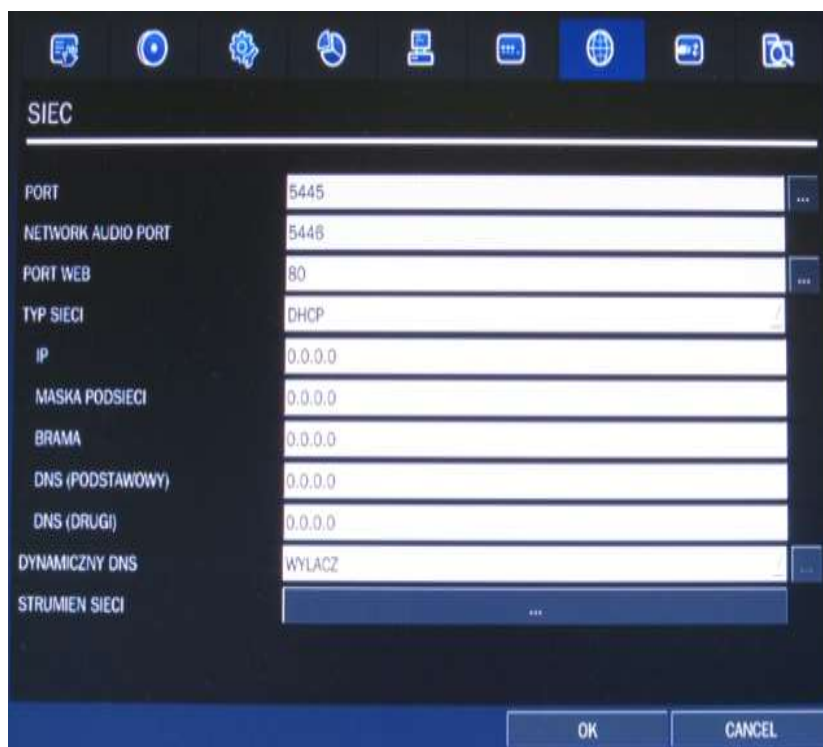 SIEC
PORT 5445 ...
NETWORK AUDIO PORT 5446
PORT WEB 80 ...
TYP SIECI DHCP
IP 0.0.0.0
MASKA PODSIECI 0.0.0.0
BRAMA 0.0.0.0
DNS (PODSTAWOWY) 0.0.0.0
DNS (DRUGI) 0.0.0.0
DYNAMICZNY DNS WYLACZ ...
STRUMIEN SIECI ...
OK CANCEL